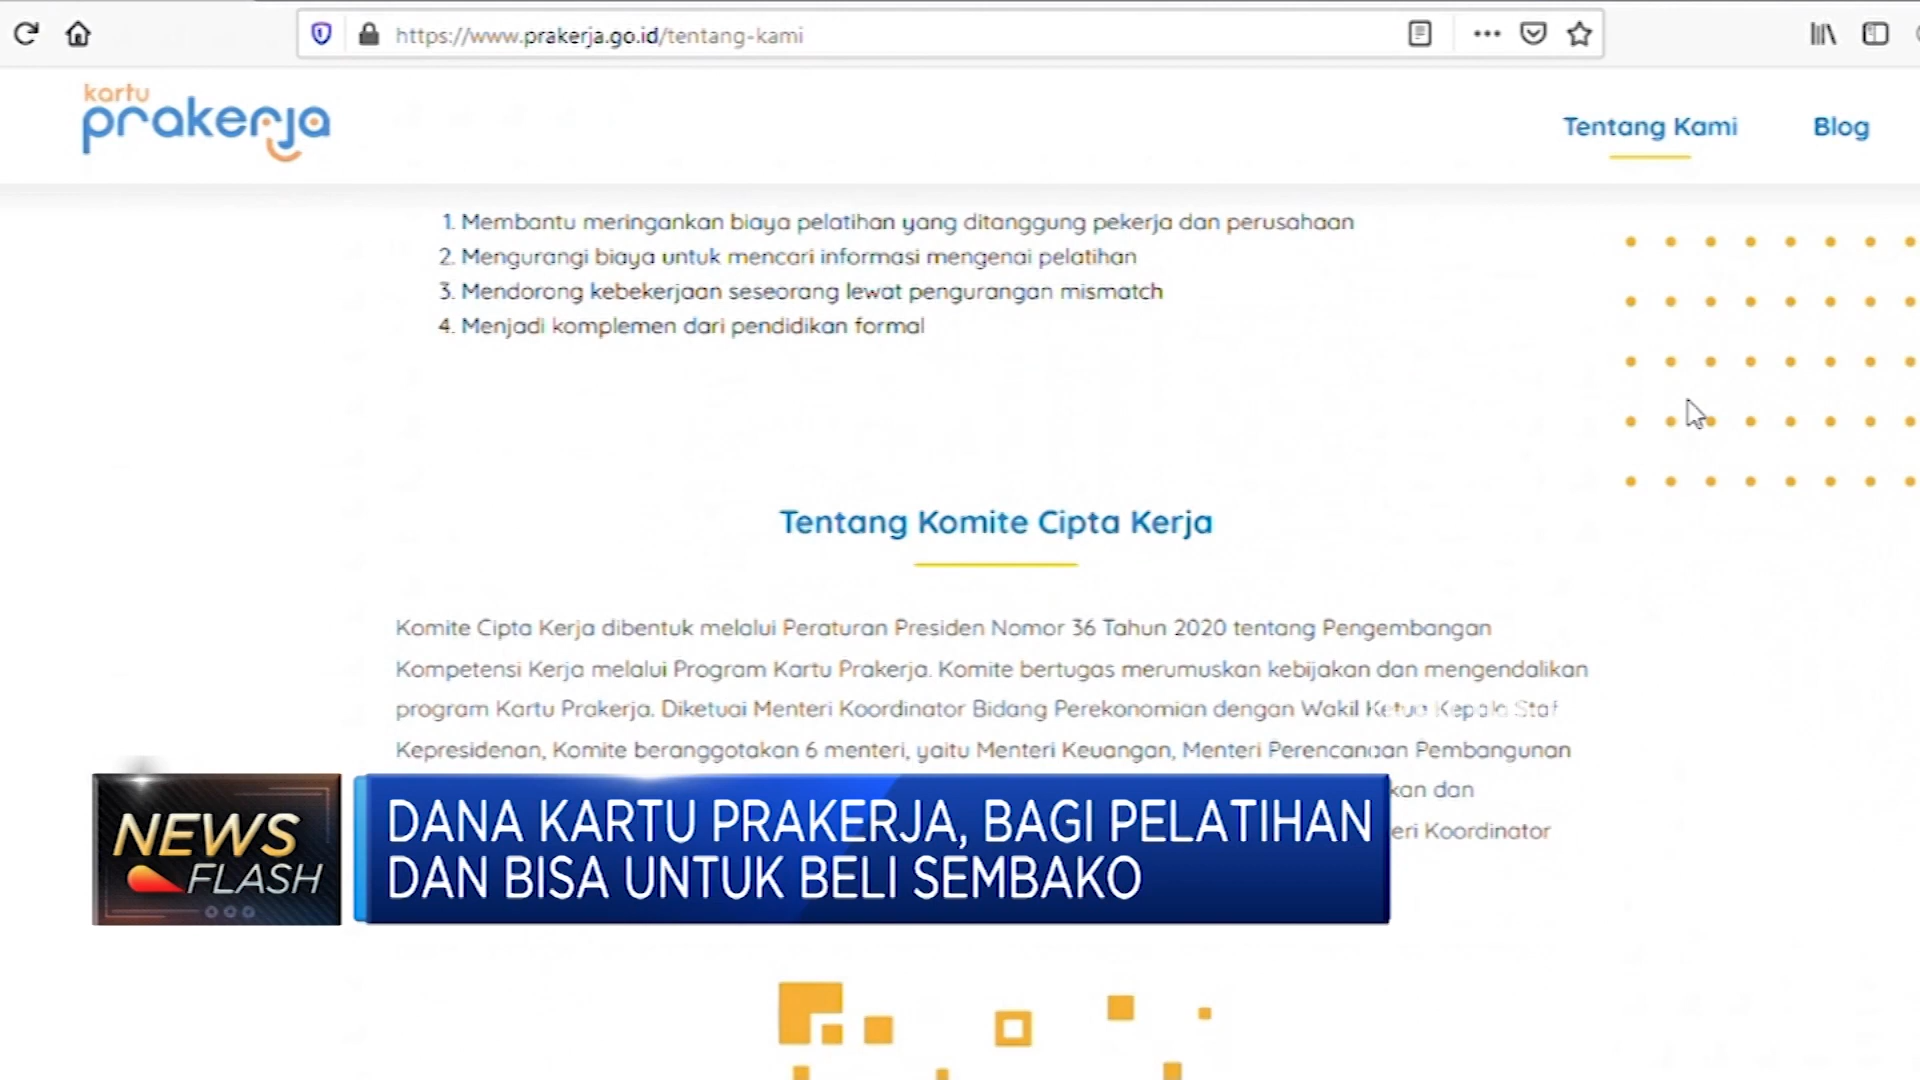 https://www.prakerja.go.id/tentang-kami
kartu
prakerja
Tentang Kami
Blog
1. Membantu meringankan biaya pelatihan yang ditanggung pekerja dan perusahaan
2. Mengurangi biaya untuk mencari informasi mengenai pelatihan
3. Mendorong kebekerjaan seseorang lewat pengurangan mismatch
4. Menjadi komplemen dari pendidikan formal
Tentang Komite Cipta Kerja
Komite Cipta Kerja dibentuk melalui Peraturan Presiden Nomor 36 Tahun 2020 tentang Pengembangan
Kompetensi Kerja melalui Program Kartu Prakerja. Komite bertugas merumuskan kebijakan dan mengendalikan
program Kartu Prakerja. Diketuai Menteri Koordinator Bidang Perekonomian dengan Wakil Ketua Kepala Staf
Kepresidenan, Komite beranggotakan 6 menteri, yaitu Menteri Keuangan, Menteri Perencanaan Pembangunan
kan dan
eri Koordinator
NEWS
FLASH
DANA KARTU PRAKERJA, BAGI PELATIHAN
DAN BISA UNTUK BELI SEMBAKO